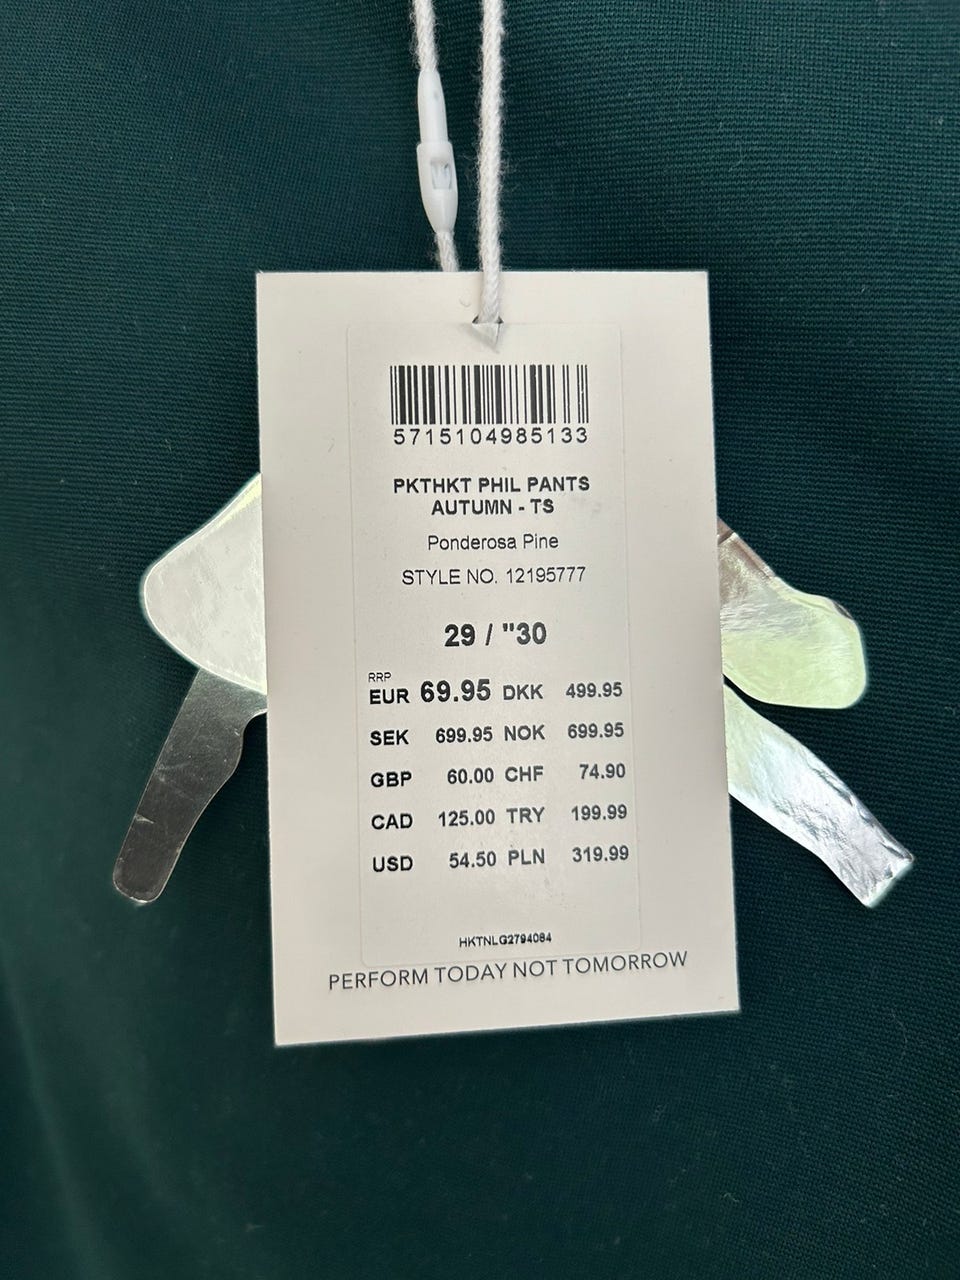 5715104985133
PKTHKT PHIL PANTS
AUTUMN - TS
Ponderosa Pine
STYLE NO. 12195777
29 / "30
RRP
EUR 69.95 DKK 499.95
SEK 699.95 NOK 699.95
GBP 60.00 CHF 74.90
CAD 125.00 TRY 199.99
USD 54.50 PLN 319.99
HKTNLG2794084
PERFORM TODAY NOT TOMORROW